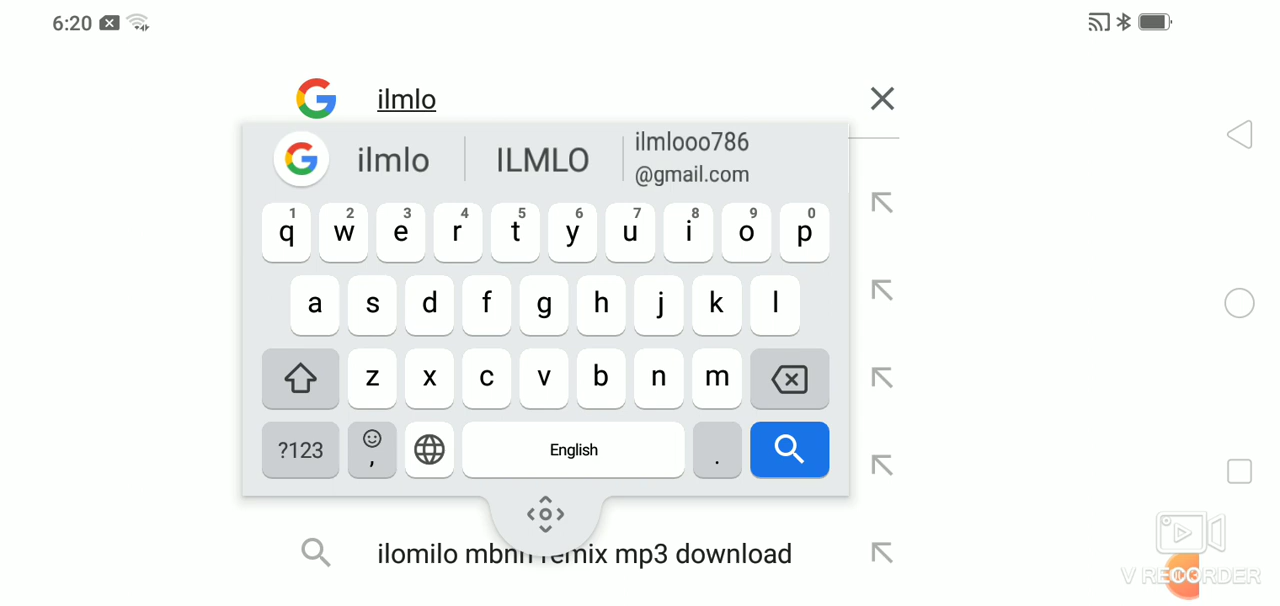 6:20
ilmlo
ilmlo ILMLO ilmlooo786
@gmail.com
1 2 3 4 5 6 7 8 9 0
q w e r t y u i o p
a s d f g h j k l
z x c v b n m
?123 , English .
ilomilo mbnn remix mp3 download
V RECORDER